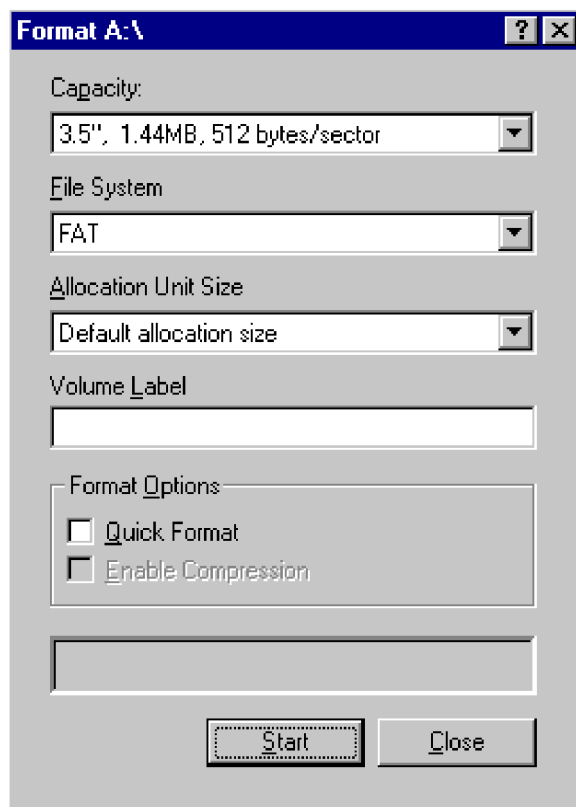 Format A:\
Capacity:
3.5", 1.44MB, 512 bytes/sector
File System
FAT
Allocation Unit Size
Default allocation size
Volume Label
Format Options
Quick Format
Enable Compression
Start Close